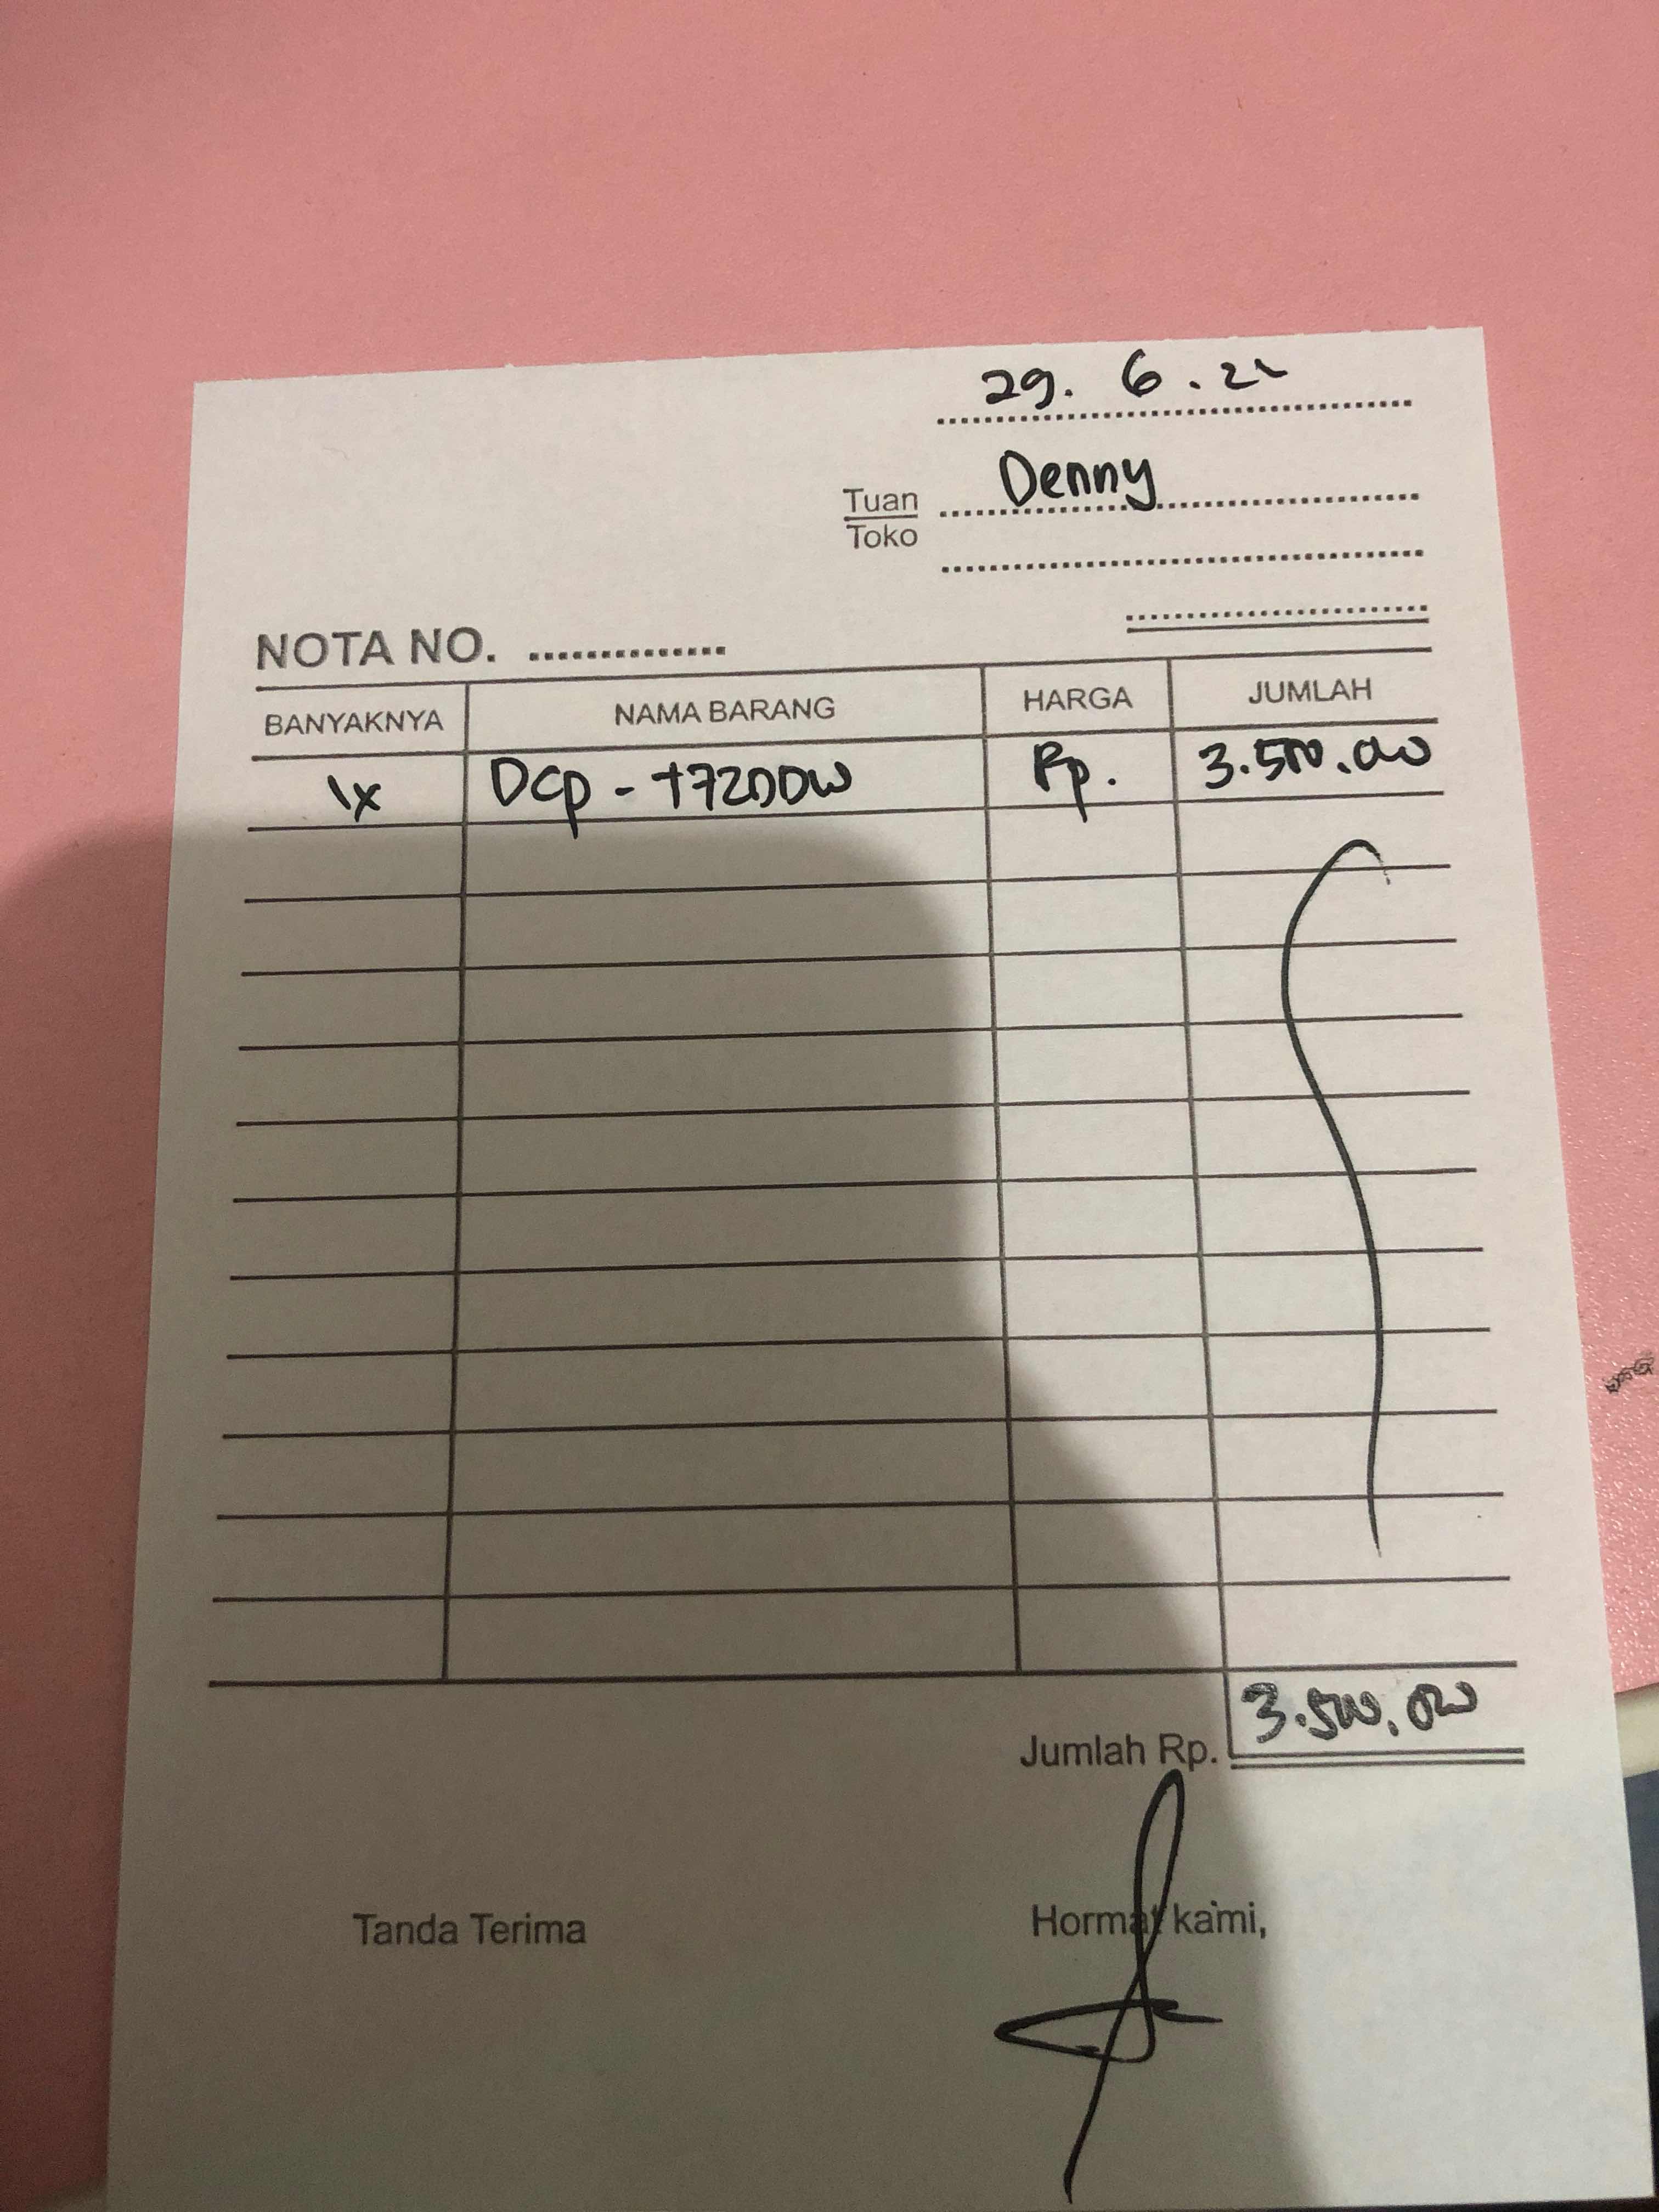 29. 6. 22
Tuan Denny
Toko
NOTA NO. ..............
BANYAKNYA NAMA BARANG HARGA JUMLAH
1x Dcp - t720DW Rp. 3.500.000
Jumlah Rp. 3.500.000
Tanda Terima Hormat kami,